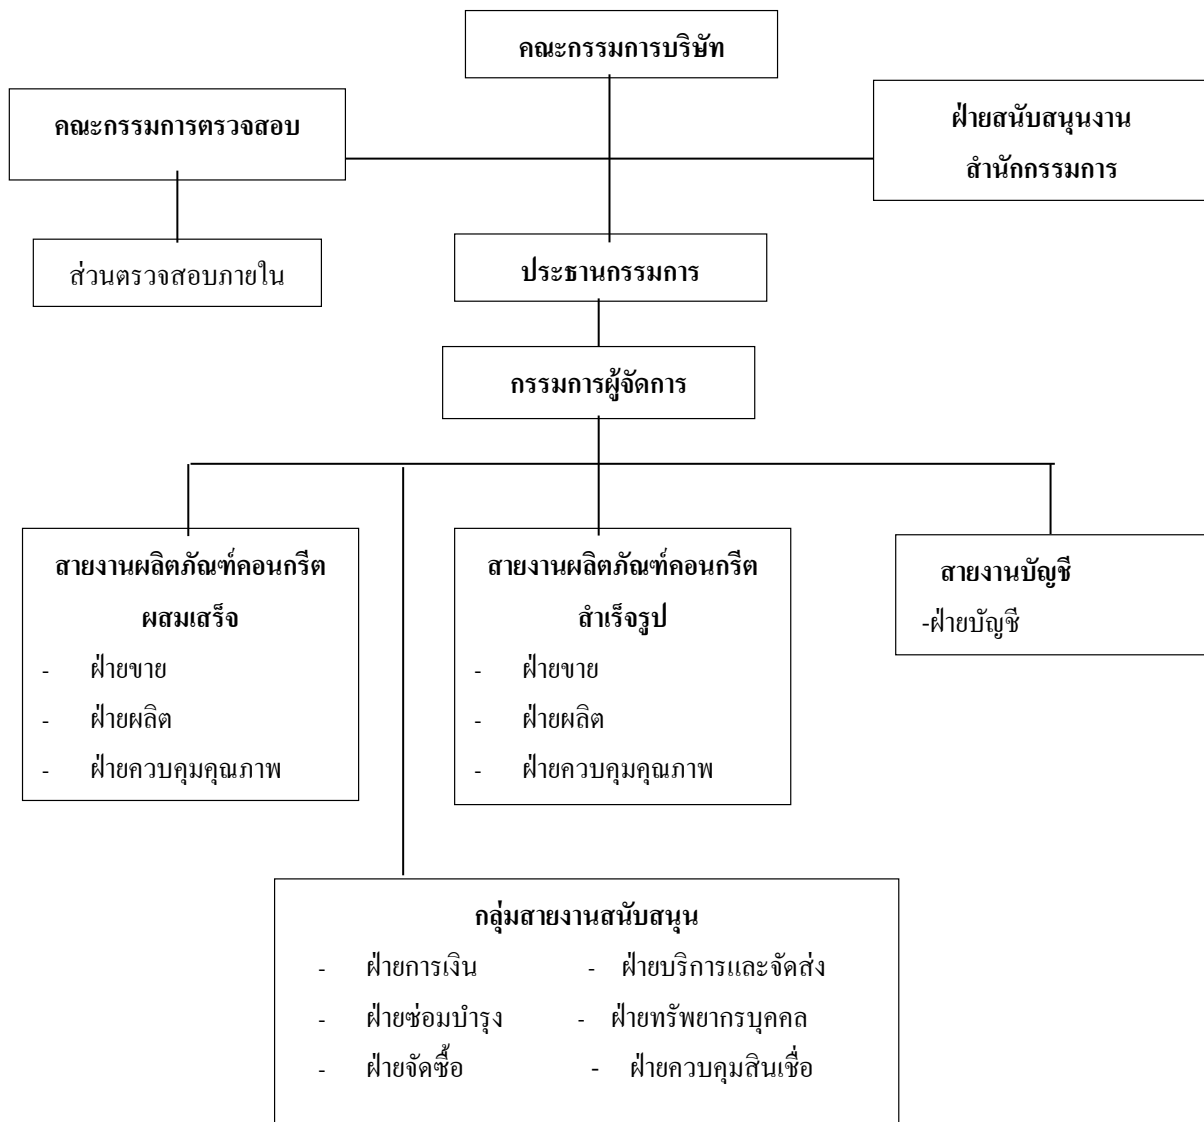 คณะกรรมการบริษัท
คณะกรรมการตรวจสอบ
ฝ่ายสนับสนุนงาน
สำนักกรรมการ
ส่วนตรวจสอบภายใน
ประธานกรรมการ
กรรมการผู้จัดการ
สายงานผลิตภัณฑ์คอนกรีต
ผสมเสร็จ
- ฝ่ายขาย
- ฝ่ายผลิต
- ฝ่ายควบคุมคุณภาพ
สายงานผลิตภัณฑ์คอนกรีต
สำเร็จรูป
- ฝ่ายขาย
- ฝ่ายผลิต
- ฝ่ายควบคุมคุณภาพ
สายงานบัญชี
-ฝ่ายบัญชี
กลุ่มสายงานสนับสนุน
- ฝ่ายการเงิน - ฝ่ายบริการและจัดส่ง
- ฝ่ายซ่อมบำรุง - ฝ่ายทรัพยากรบุคคล
- ฝ่ายจัดซื้อ - ฝ่ายควบคุมสินเชื่อ